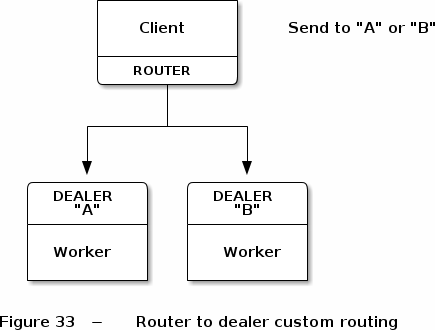 Client
Send to "A" or "B"
ROUTER
DEALER
"A"
DEALER
"B"
Worker
Worker
Figure 33 – Router to dealer custom routing